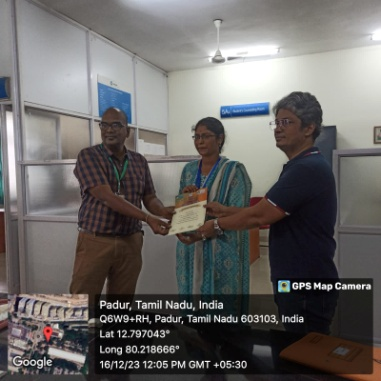 GPS Map Camera
Padur, Tamil Nadu, India
Q6W9+RH, Padur, Tamil Nadu 603103, India
Lat 12.797043°
Long 80.218666°
16/12/23 12:05 PM GMT +05:30
Google